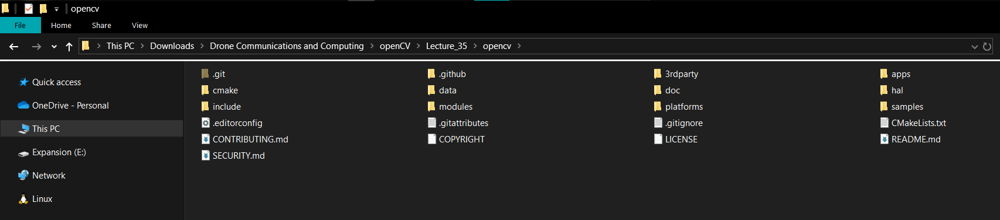 opencv
File Home Share View
This PC Downloads Drone Communications and Computing openCV Lecture_35 opencv
Quick access
OneDrive - Personal
This PC
Expansion (E:)
Network
Linux
.git .github 3rdparty apps
cmake data doc hal
include modules platforms samples
.editorconfig .gitattributes .gitignore CMakeLists.txt
CONTRIBUTING.md COPYRIGHT LICENSE README.md
SECURITY.md